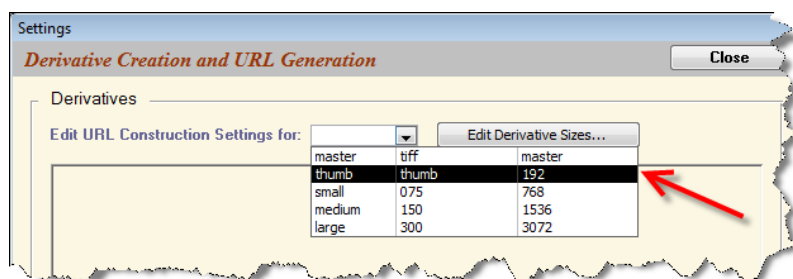 Settings
Derivative Creation and URL Generation Close
Derivatives
Edit URL Construction Settings for: Edit Derivative Sizes...
master tiff master
thumb thumb 192
small 075 768
medium 150 1536
large 300 3072